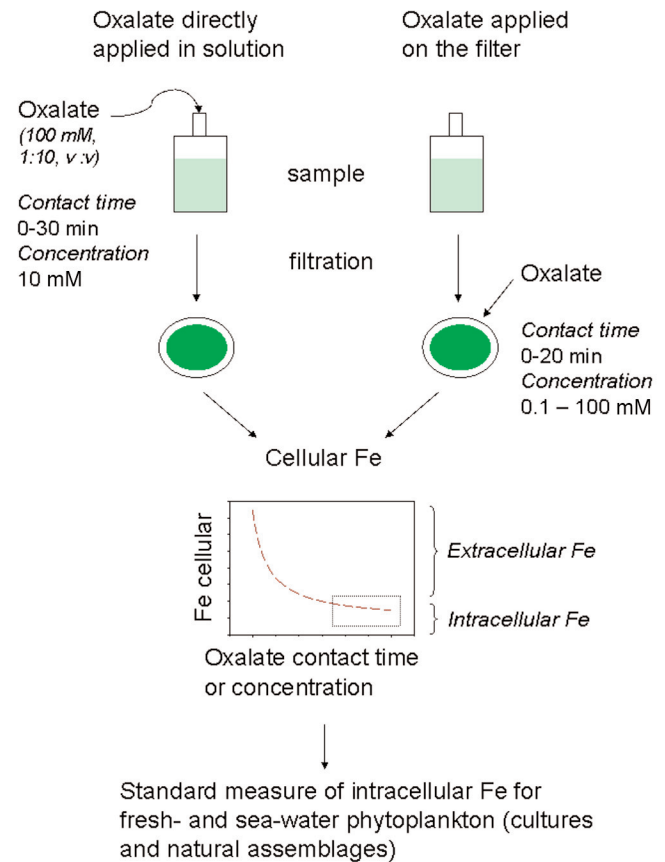 Oxalate directly
applied in solution
Oxalate applied
on the filter
Oxalate
(100 mM,
1:10, v :v)
Contact time
0-30 min
Concentration
10 mM
sample
filtration
Oxalate
Contact time
0-20 min
Concentration
0.1 – 100 mM
Cellular Fe
Fe cellular
Extracellular Fe
Intracellular Fe
Oxalate contact time
or concentration
Standard measure of intracellular Fe for
fresh- and sea-water phytoplankton (cultures
and natural assemblages)